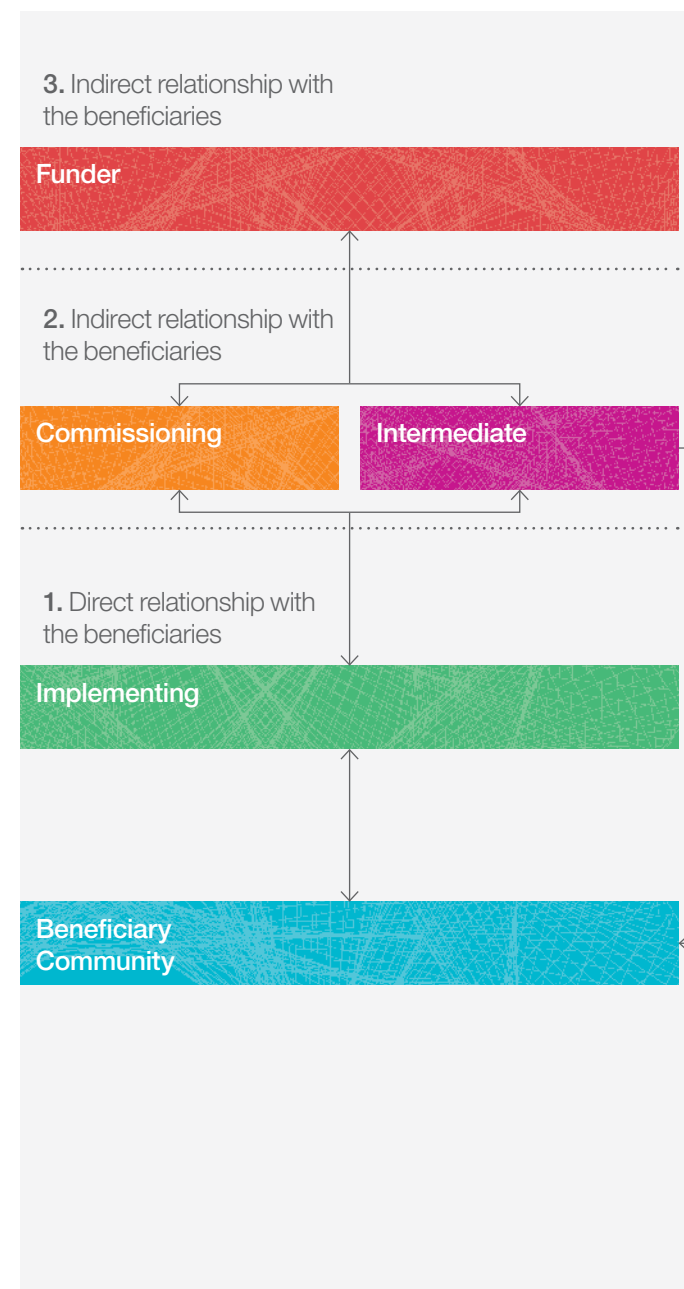 3. Indirect relationship with
the beneficiaries
Funder
2. Indirect relationship with
the beneficiaries
Commissioning
Intermediate
1. Direct relationship with
the beneficiaries
Implementing
Beneficiary
Community